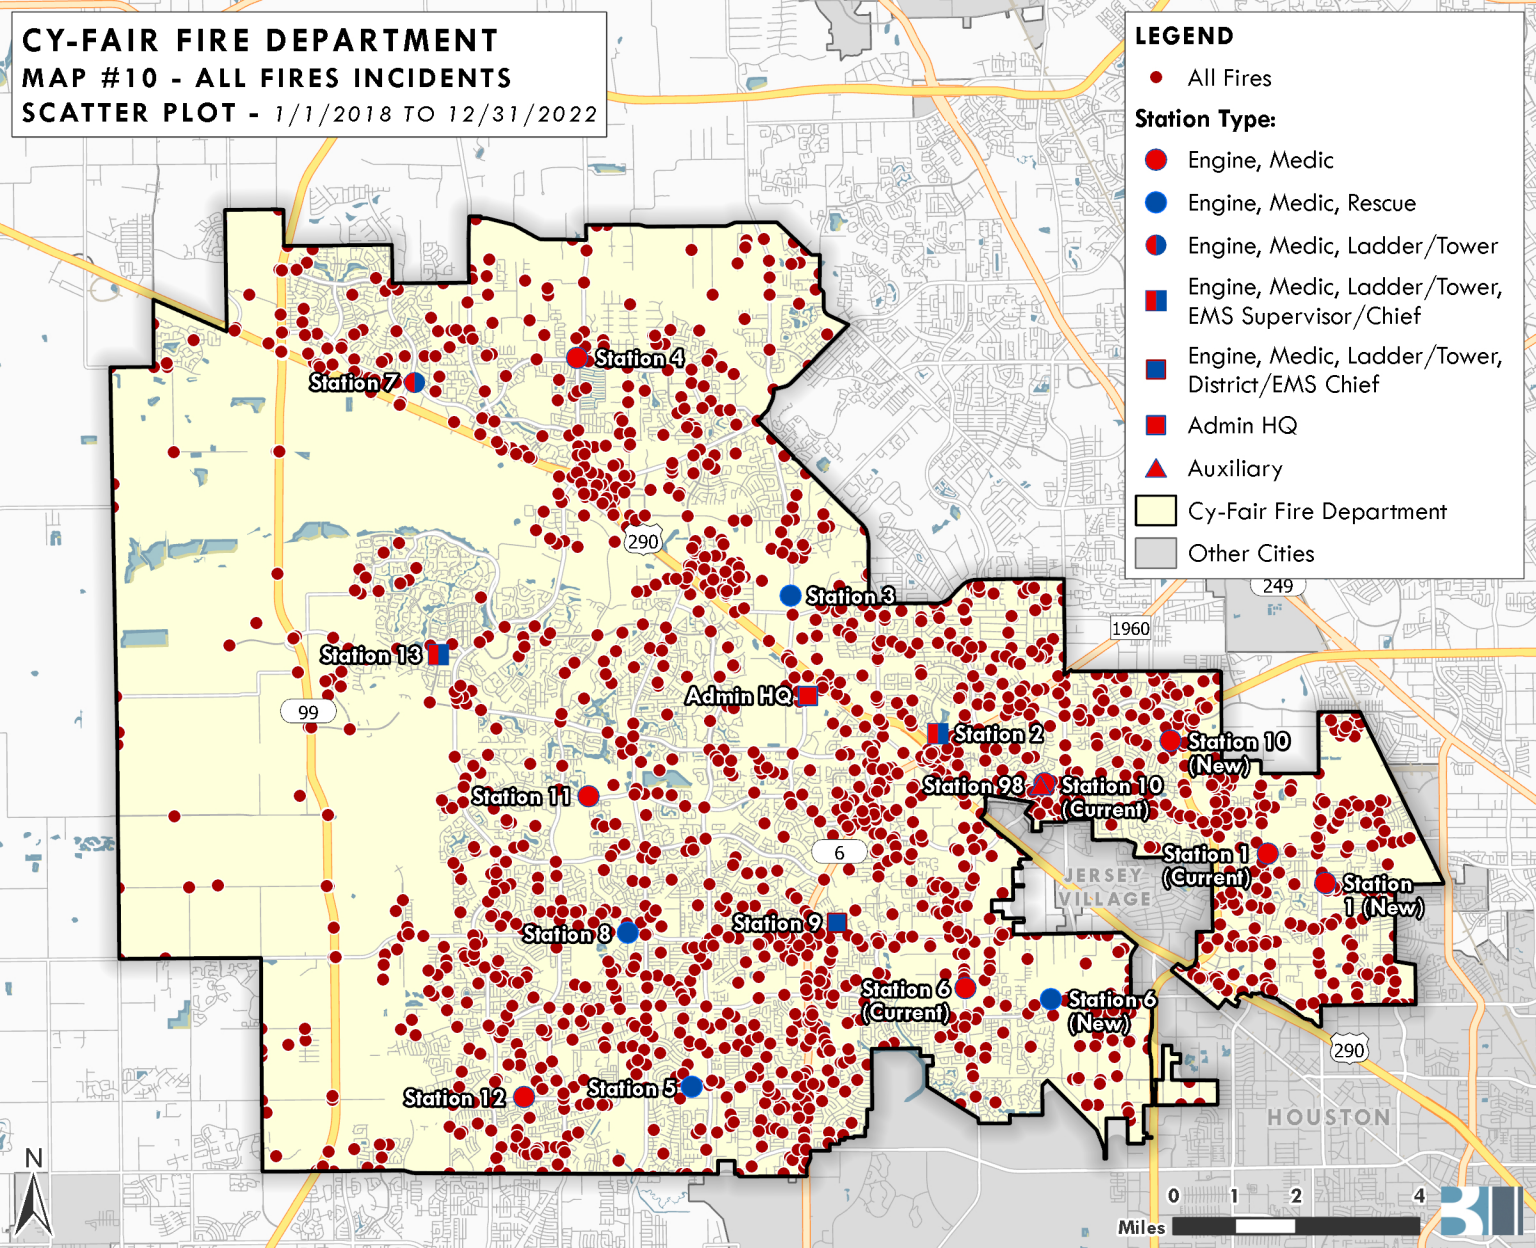 CY-FAIR FIRE DEPARTMENT
MAP #10 - ALL FIRES INCIDENTS
SCATTER PLOT - 1/1/2018 TO 12/31/2022
LEGEND
All Fires
Station Type:
Engine, Medic
Engine, Medic, Rescue
Engine, Medic, Ladder/Tower
Engine, Medic, Ladder/Tower,
EMS Supervisor/Chief
Engine, Medic, Ladder/Tower,
District/EMS Chief
Admin HQ
Auxiliary
Cy-Fair Fire Department
Other Cities
249
1960
Station 4
Station 7
290
Station 3
Station 13
Admin HQ
99
Station 2
Station 10
(New)
Station 98
Station 10
(Current)
Station 11
6
Station 1
(Current)
JERSEY
VILLAGE
Station
1 (New)
Station 9
Station 8
Station 6
(Current)
Station 6
(New)
290
Station 5
Station 12
HOUSTON
N
0 1 2 4
Miles